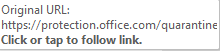 Original URL:
https://protection.office.com/quarantine
Click or tap to follow link.